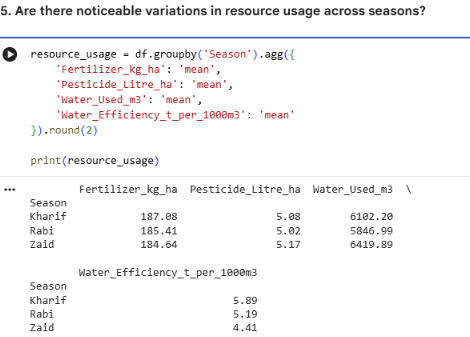 5. Are there noticeable variations in resource usage across seasons?
resource_usage = df.groupby('Season').agg({
    'Fertilizer_kg_ha': 'mean',
    'Pesticide_Litre_ha': 'mean',
    'Water_Used_m3': 'mean',
    'Water_Efficiency_t_per_1000m3': 'mean'
}).round(2)
print(resource_usage)
...        Fertilizer_kg_ha  Pesticide_Litre_ha  Water_Used_m3  \
Season
Kharif            187.08                5.08        6102.20
Rabi              185.41                5.02        5846.99
Zaid              184.64                5.17        6419.89
        Water_Efficiency_t_per_1000m3
Season
Kharif                           5.89
Rabi                             5.19
Zaid                             4.41